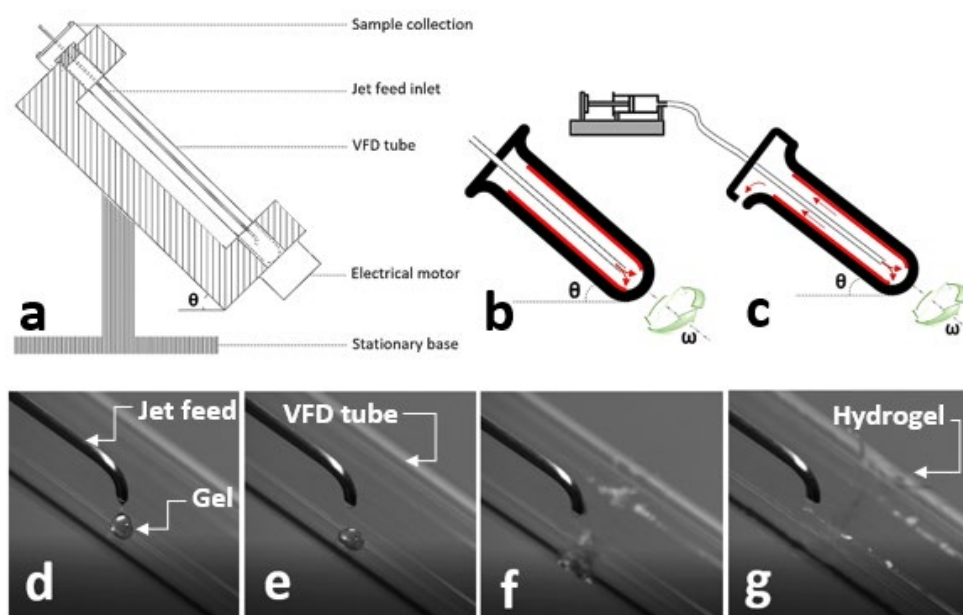 Sample collection
Jet feed inlet
VFD tube
Electrical motor
Stationary base
θ
a
θ
b
ω
θ
c
ω
Jet feed
Gel
d
VFD tube
e
f
Hydrogel
g